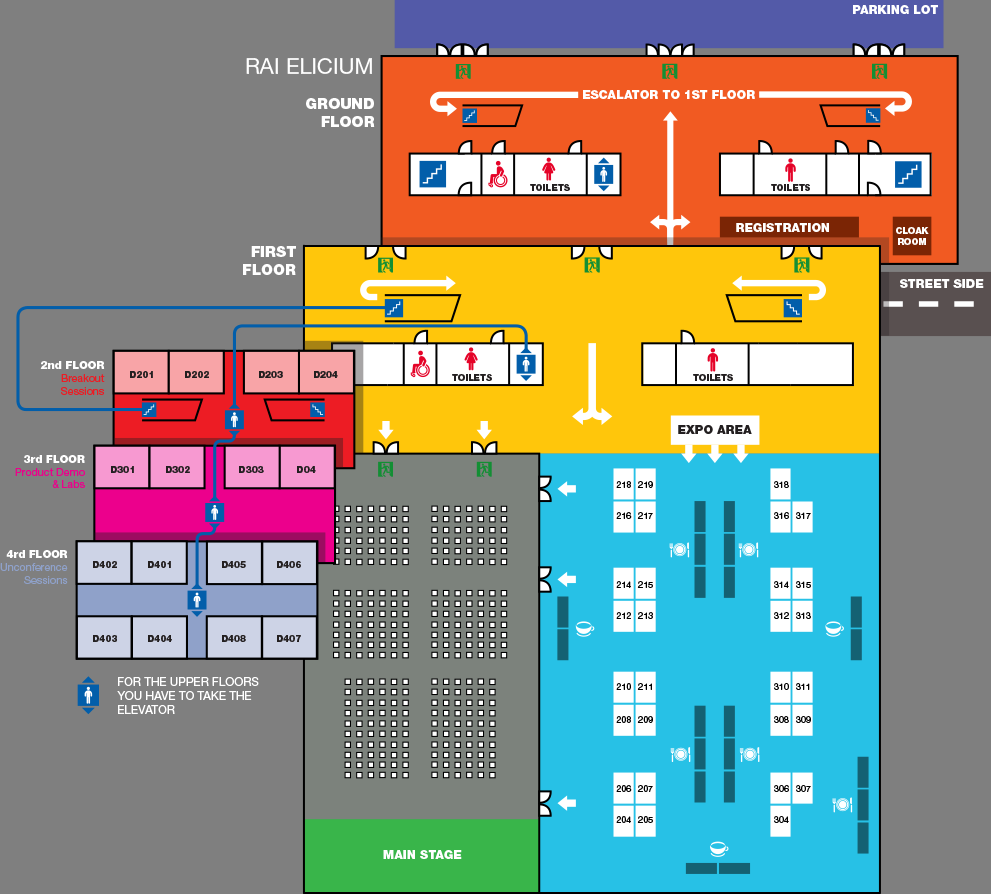 PARKING LOT
RAI ELICIUM
GROUND
FLOOR
ESCALATOR TO 1ST FLOOR
TOILETS
TOILETS
REGISTRATION
CLOAK
ROOM
FIRST
FLOOR
STREET SIDE
TOILETS
TOILETS
EXPO AREA
2nd FLOOR
Breakout
Sessions
D201 D202 D203 D204
3rd FLOOR
Product Demo
& Labs
D301 D302 D303 D04
4rd FLOOR
Unconference
Sessions
D402 D401 D405 D406
D403 D404 D408 D407
FOR THE UPPER FLOORS
YOU HAVE TO TAKE THE
ELEVATOR
218 219 318
216 217 316 317
214 215 314 315
212 213 312 313
210 211 310 311
208 209 308 309
206 207 306 307
204 205 304
MAIN STAGE